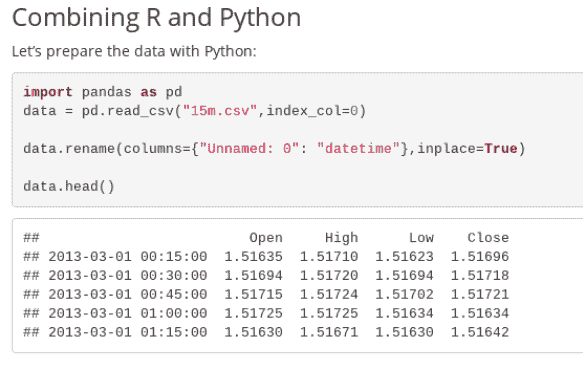 Combining R and Python
Let's prepare the data with Python:
import pandas as pd
data = pd.read_csv("15m.csv",index_col=0)
data.rename(columns={"Unnamed: 0": "datetime"},inplace=True)
data.head()
##                          Open     High      Low    Close
## 2013-03-01 00:15:00  1.51635  1.51710  1.51623  1.51696
## 2013-03-01 00:30:00  1.51694  1.51720  1.51694  1.51718
## 2013-03-01 00:45:00  1.51715  1.51724  1.51702  1.51721
## 2013-03-01 01:00:00  1.51725  1.51725  1.51634  1.51634
## 2013-03-01 01:15:00  1.51630  1.51671  1.51630  1.51642